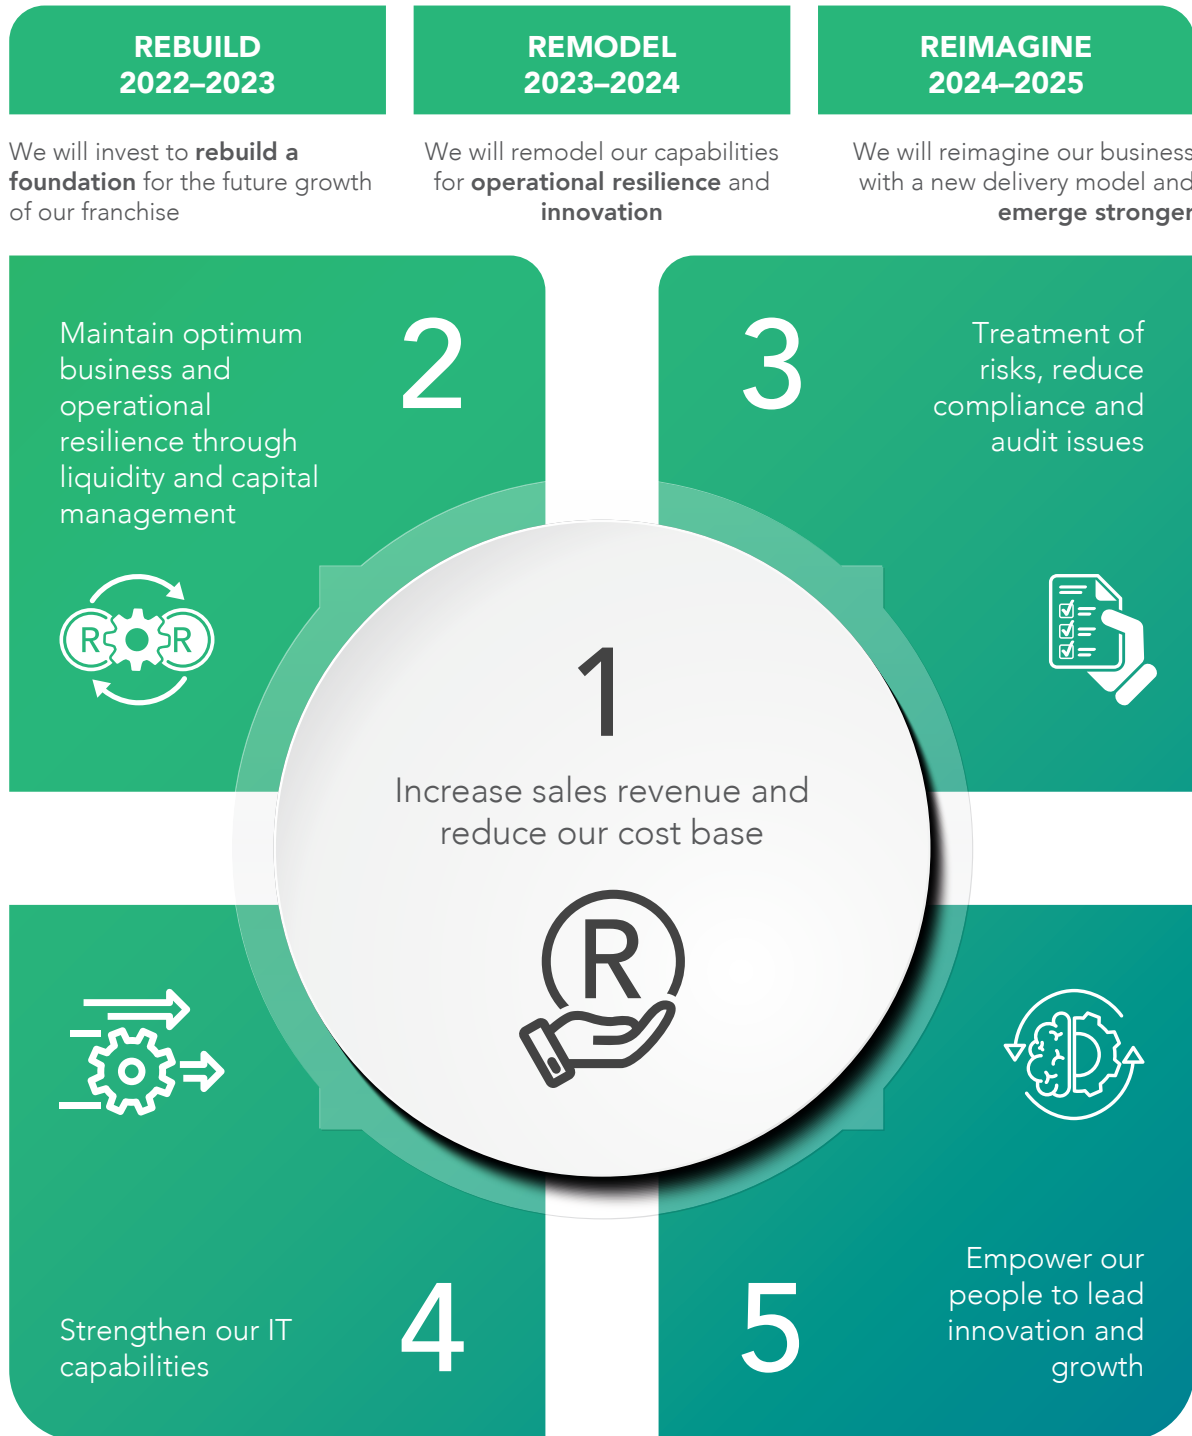 REBUILD
2022–2023
We will invest to rebuild a
foundation for the future growth
of our franchise
REMODEL
2023–2024
We will remodel our capabilities
for operational resilience and
innovation
REIMAGINE
2024–2025
We will reimagine our business
with a new delivery model and
emerge stronger
1
Increase sales revenue and
reduce our cost base
R
2
Maintain optimum
business and
operational
resilience through
liquidity and capital
management
R R
3
Treatment of
risks, reduce
compliance and
audit issues
4
Strengthen our IT
capabilities
5
Empower our
people to lead
innovation and
growth